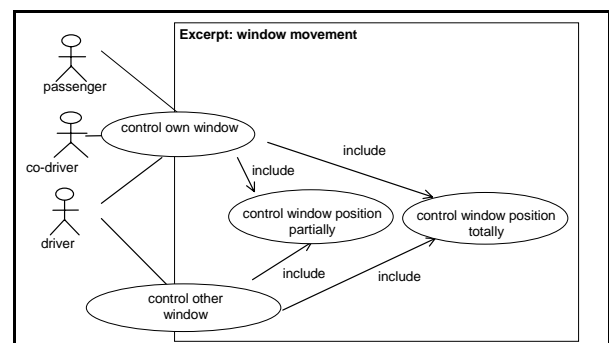 Excerpt: window movement
passenger
control own window
co-driver
include
include
control window position
partially
control window position
totally
driver
include
include
control other
window